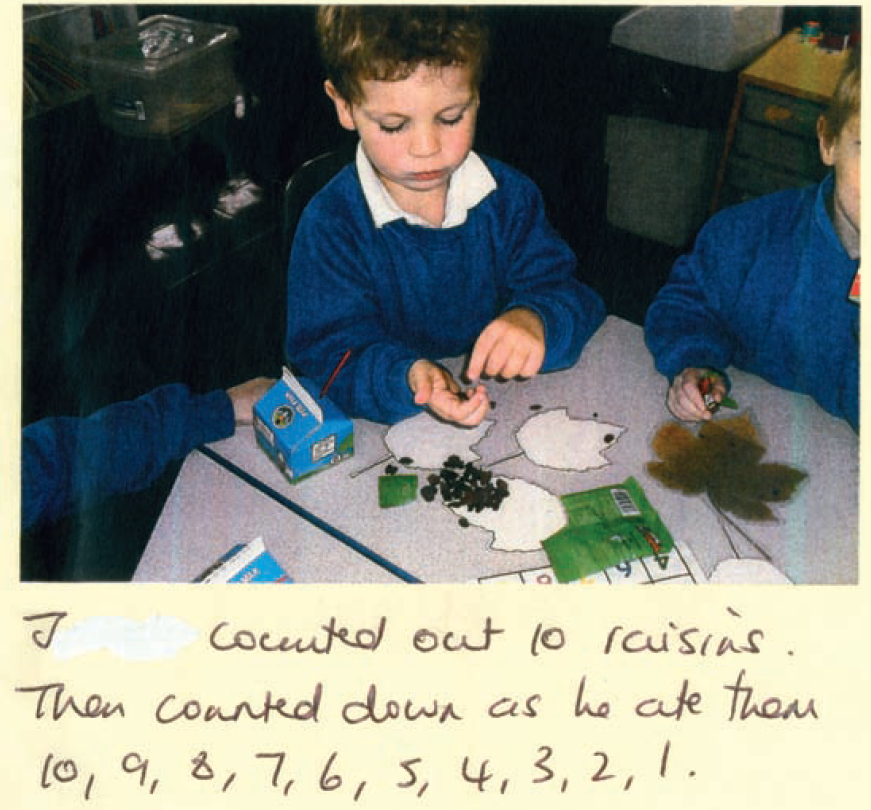 MILK
J counted out 10 raisins.
Then counted down as he ate them
10, 9, 8, 7, 6, 5, 4, 3, 2, 1.